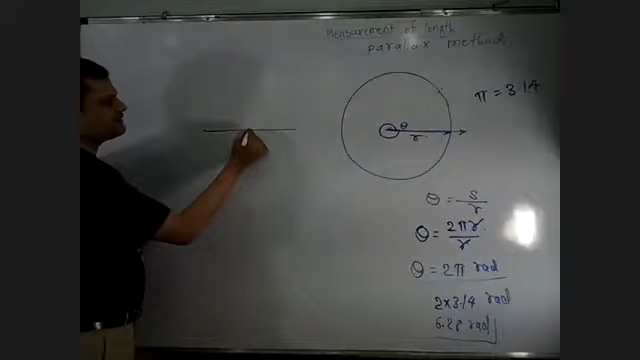 measurement of length
parallax method
π = 3.14
θ
r
θ = s/r
θ = 2πr/r
θ = 2π rad
2×3.14 rad
6.28 rad